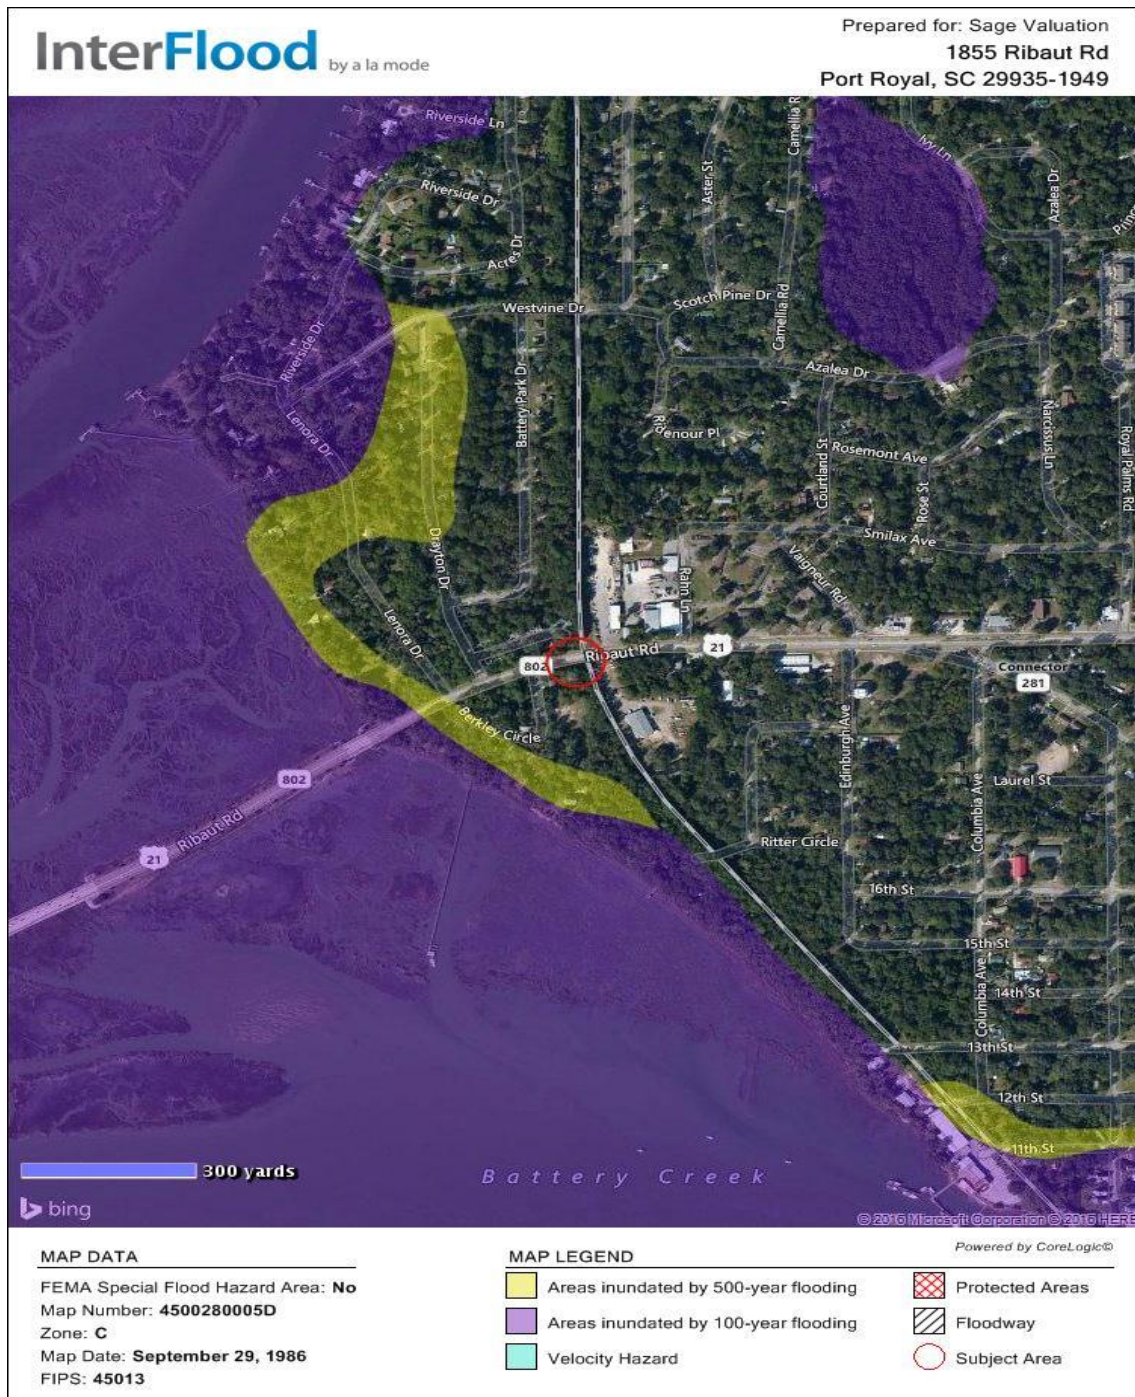 InterFlood by a la mode
Prepared for: Sage Valuation
1855 Ribaut Rd
Port Royal, SC 29935-1949
Riverside Ln
Camellia R
Ivy Ln
Aster St
Azalea Dr
Riverside Dr
Acres Dr
Westvine Dr
Scotch Pine Dr
Camellia Rd
Riverside Dr
Azalea Dr
Battery Park Dr
Lenora Dr
Ridenour Pl
Rosemont Ave
Narcissus Ln
Royal Palms Rd
Courtland St
Rose St
Smilax Ave
Drayton Dr
Vaigneur Rd
Rahn Ln
Lenora Dr
802
Ribaut Rd
21
Connector
281
Berkley Circle
Edinburgh Ave
802
Columbia Ave
Laurel St
Ribaut Rd
21
Ritter Circle
16th St
15th St
Columbia Ave
14th St
13th St
12th St
11th St
300 yards
Battery Creek
bing
© 2016 Microsoft Corporation © 2016 HERE
Powered by CoreLogic©
MAP DATA
FEMA Special Flood Hazard Area: No
Map Number: 4500280005D
Zone: C
Map Date: September 29, 1986
FIPS: 45013
MAP LEGEND
Areas inundated by 500-year flooding
Areas inundated by 100-year flooding
Velocity Hazard
Protected Areas
Floodway
Subject Area